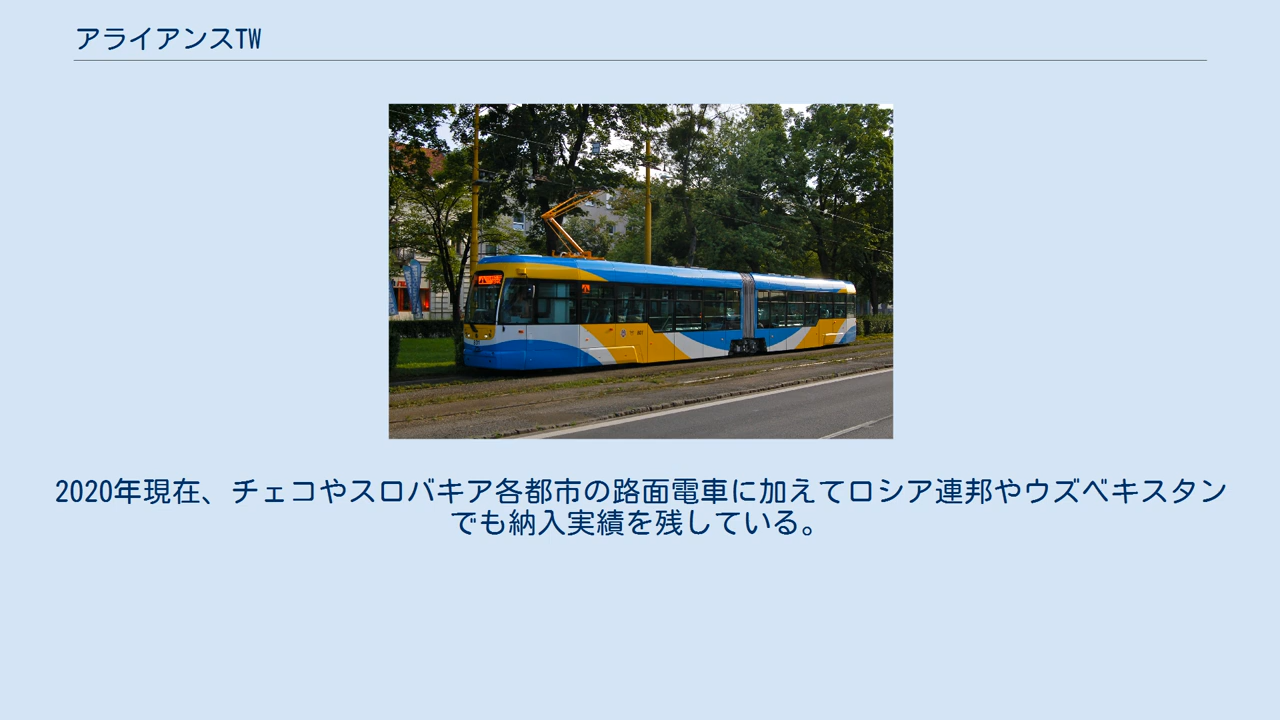 アライアンスTW
2020年現在、チェコやスロバキア各都市の路面電車に加えてロシア連邦やウズベキスタン
でも納入実績を残している。